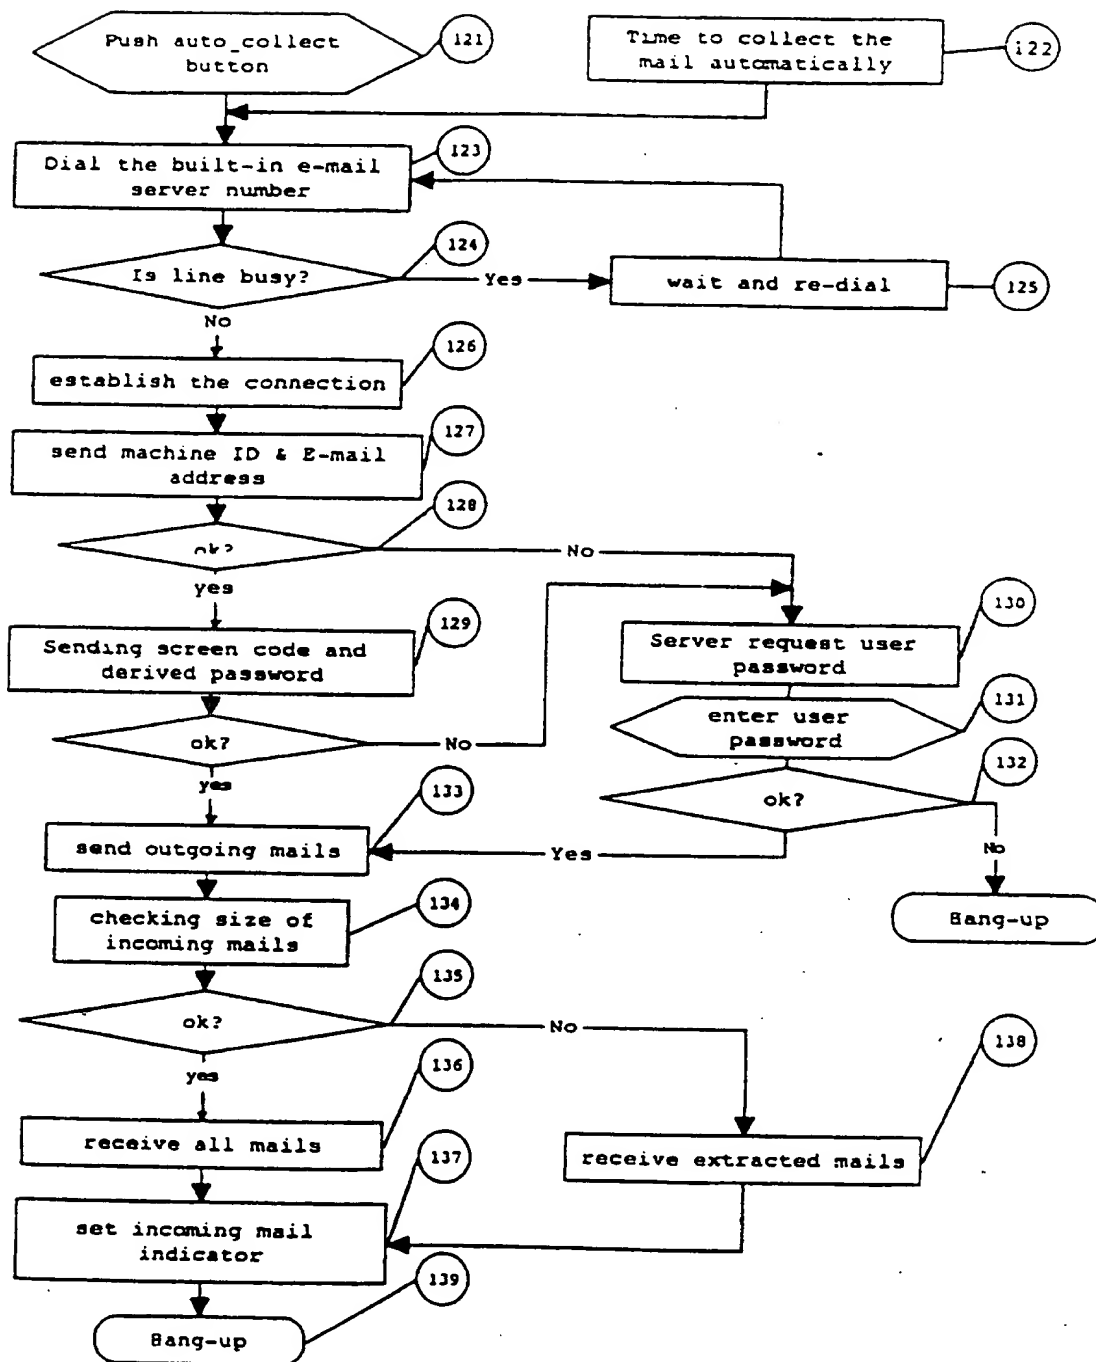 Push auto_collect
button
121
Time to collect the
mail automatically
122
Dial the built-in e-mail
server number
123
Is line busy?
124
Yes
wait and re-dial
125
No
establish the connection
126
send machine ID & E-mail
address
127
ok?
128
No
yes
Sending screen code and
derived password
129
Server request user
password
130
ok?
No
enter user
password
131
yes
ok?
132
send outgoing mails
133
Yes
No
checking size of
incoming mails
134
Hang-up
ok?
135
No
yes
receive all mails
136
receive extracted mails
138
set incoming mail
indicator
137
Hang-up
139